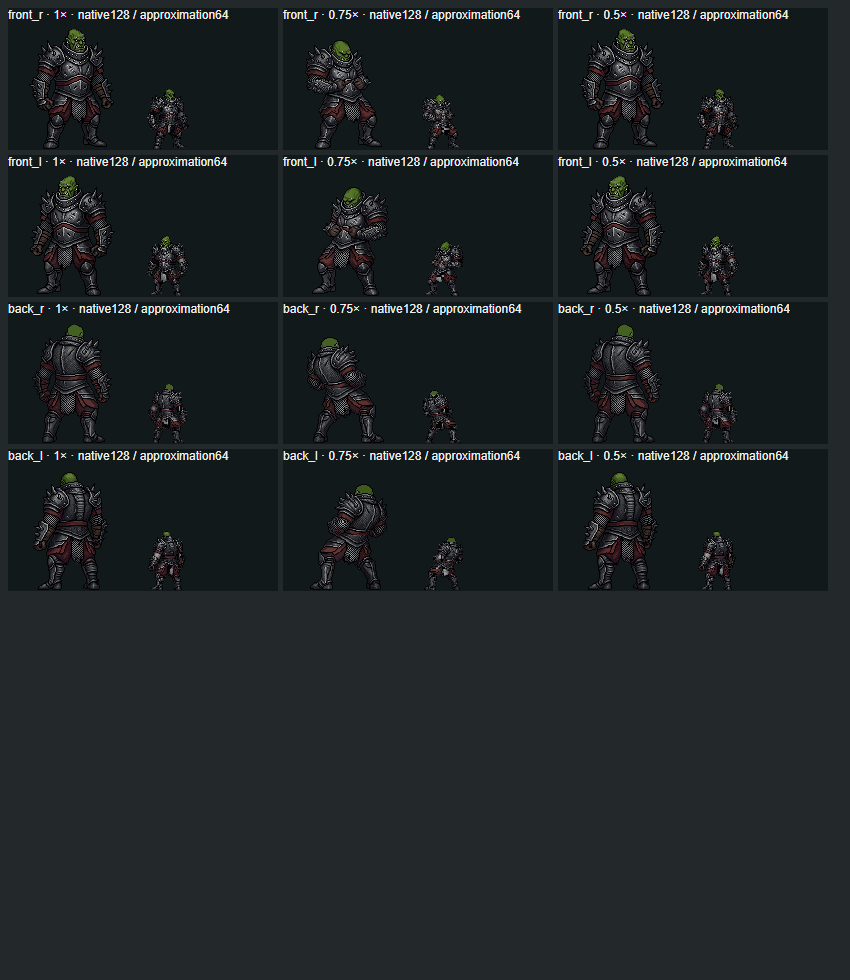 front_r · 1× · native128 / approximation64
front_r · 0.75× · native128 / approximation64
front_r · 0.5× · native128 / approximation64
front_l · 1× · native128 / approximation64
front_l · 0.75× · native128 / approximation64
front_l · 0.5× · native128 / approximation64
back_r · 1× · native128 / approximation64
back_r · 0.75× · native128 / approximation64
back_r · 0.5× · native128 / approximation64
back_l · 1× · native128 / approximation64
back_l · 0.75× · native128 / approximation64
back_l · 0.5× · native128 / approximation64